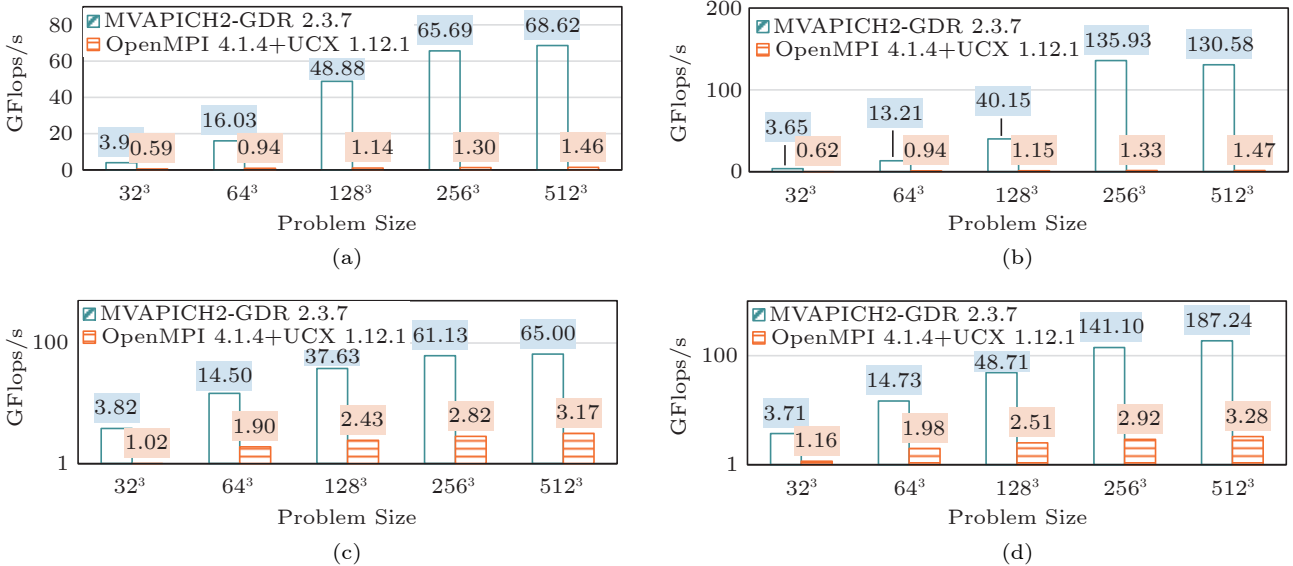 GFlops/s
80
60
40
20
0
MVAPICH2-GDR 2.3.7
OpenMPI 4.1.4+UCX 1.12.1
3.9
0.59
16.03
0.94
48.88
1.14
65.69
1.30
68.62
1.46
32³ 64³ 128³ 256³ 512³
Problem Size
(a)
GFlops/s
200
100
0
MVAPICH2-GDR 2.3.7
OpenMPI 4.1.4+UCX 1.12.1
3.65
0.62
13.21
0.94
40.15
1.15
135.93
1.33
130.58
1.47
32³ 64³ 128³ 256³ 512³
Problem Size
(b)
GFlops/s
100
1
MVAPICH2-GDR 2.3.7
OpenMPI 4.1.4+UCX 1.12.1
3.82
1.02
14.50
1.90
37.63
2.43
61.13
2.82
65.00
3.17
32³ 64³ 128³ 256³ 512³
Problem Size
(c)
GFlops/s
100
1
MVAPICH2-GDR 2.3.7
OpenMPI 4.1.4+UCX 1.12.1
3.71
1.16
14.73
1.98
48.71
2.51
141.10
2.92
187.24
3.28
32³ 64³ 128³ 256³ 512³
Problem Size
(d)